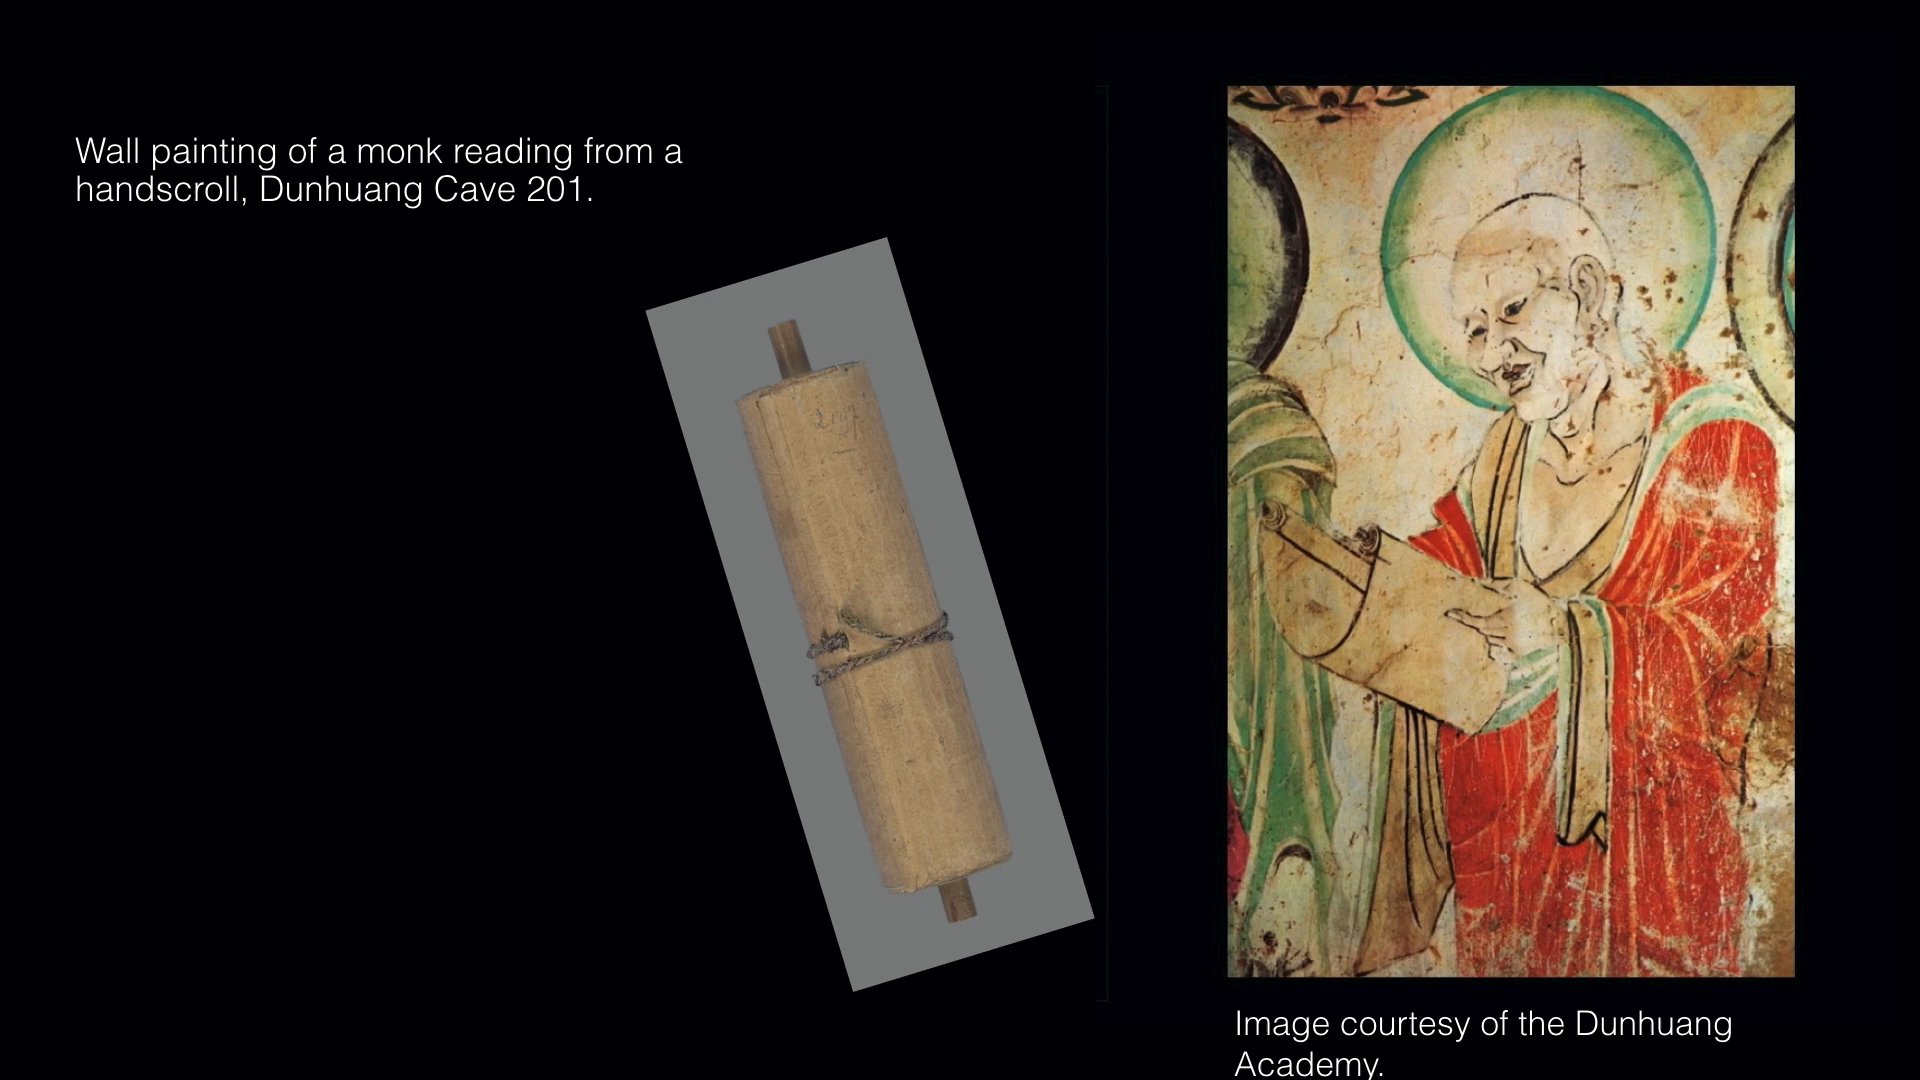 Wall painting of a monk reading from a
handscroll, Dunhuang Cave 201.
Image courtesy of the Dunhuang
Academy.